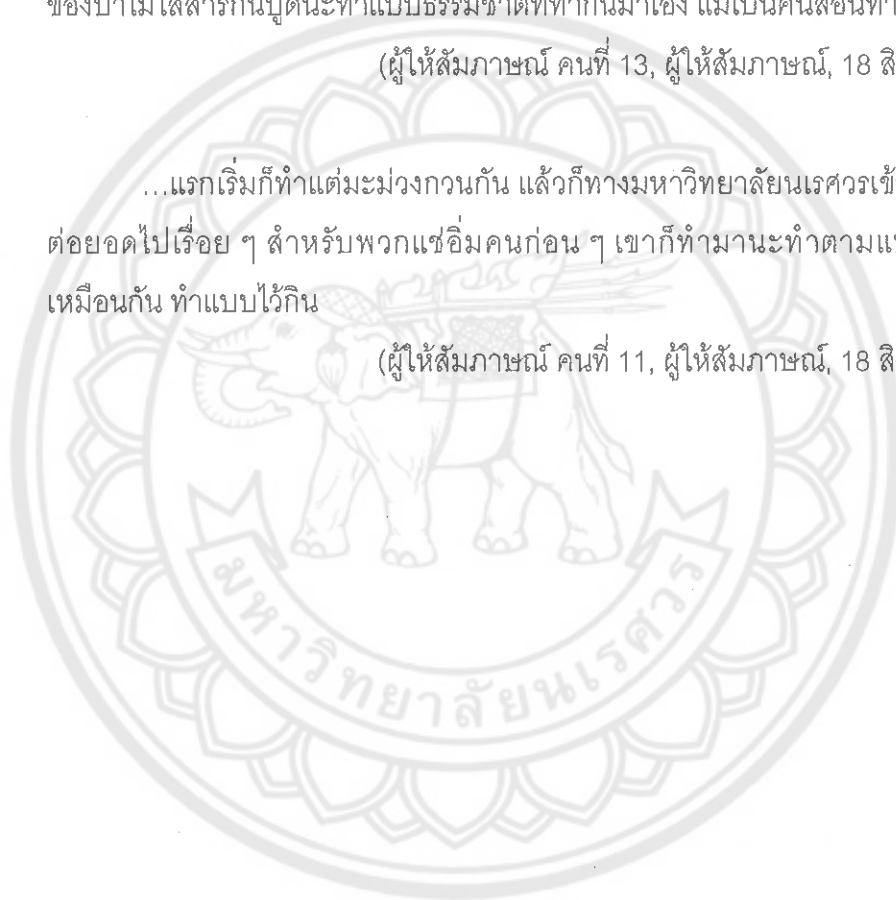 ของป้าไม่ใส่สารกันบูดนะทำแบบธรรมชาติที่ทำกันมาเอง แม่เป็นคนสอนทำ
(ผู้ให้สัมภาษณ์ คนที่ 13, ผู้ให้สัมภาษณ์, 18 สิ
...แรกเริ่มก็ทำแต่มะม่วงกวนกัน แล้วก็ทางมหาวิทยาลัยนเรศวรเข้
ต่อยอดไปเรื่อย ๆ สำหรับพวกแช่อิ่มคนก่อน ๆ เขาก็ทำมานะทำตามแ
เหมือนกัน ทำแบบไว้กิน
(ผู้ให้สัมภาษณ์ คนที่ 11, ผู้ให้สัมภาษณ์, 18 สิ
มหาวิทยาลัยนเรศวร